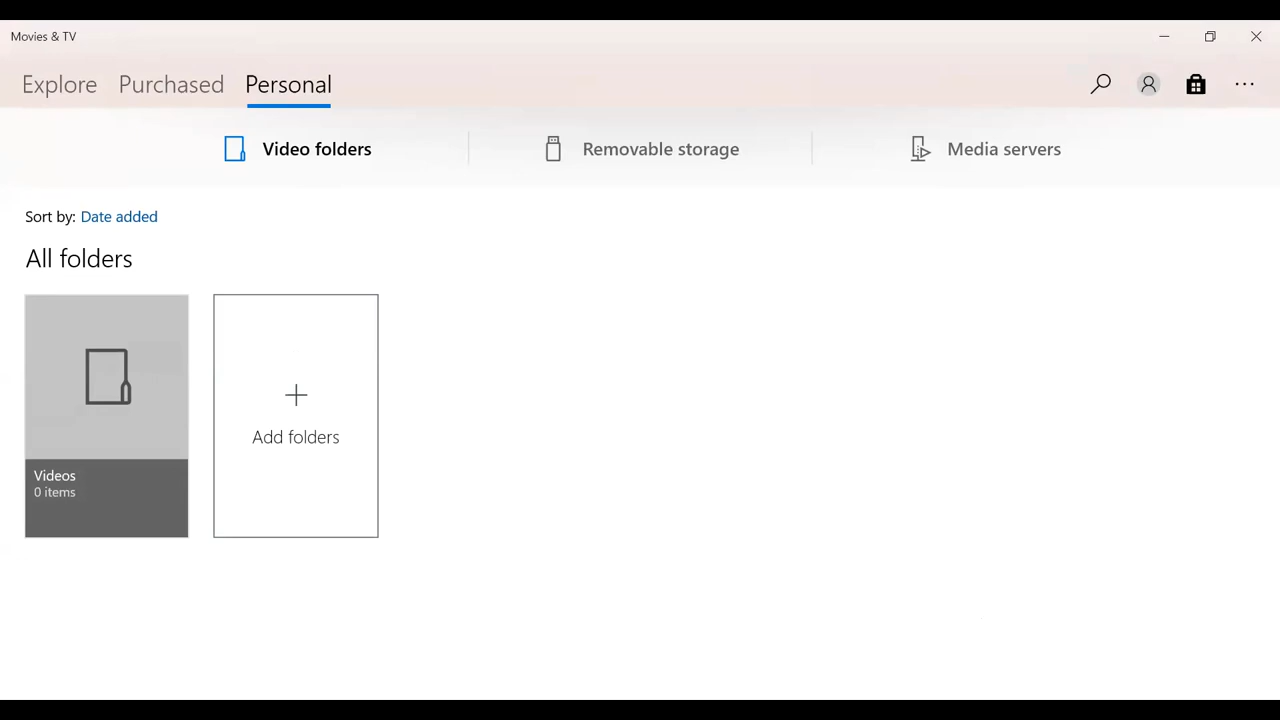 Movies & TV
Explore Purchased Personal
Video folders Removable storage Media servers
Sort by: Date added
All folders
Add folders
Videos
0 items